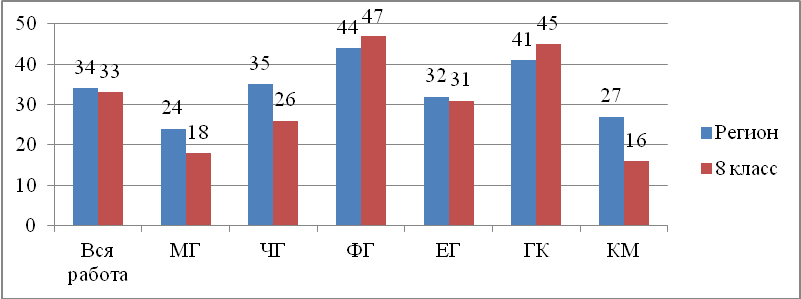 50
40
30
20
10
0
34 33
24 18
35 26
44 47
32 31
41 45
27 16
Вся работа
МГ
ЧГ
ФГ
ЕГ
ГК
КМ
Регион
8 класс